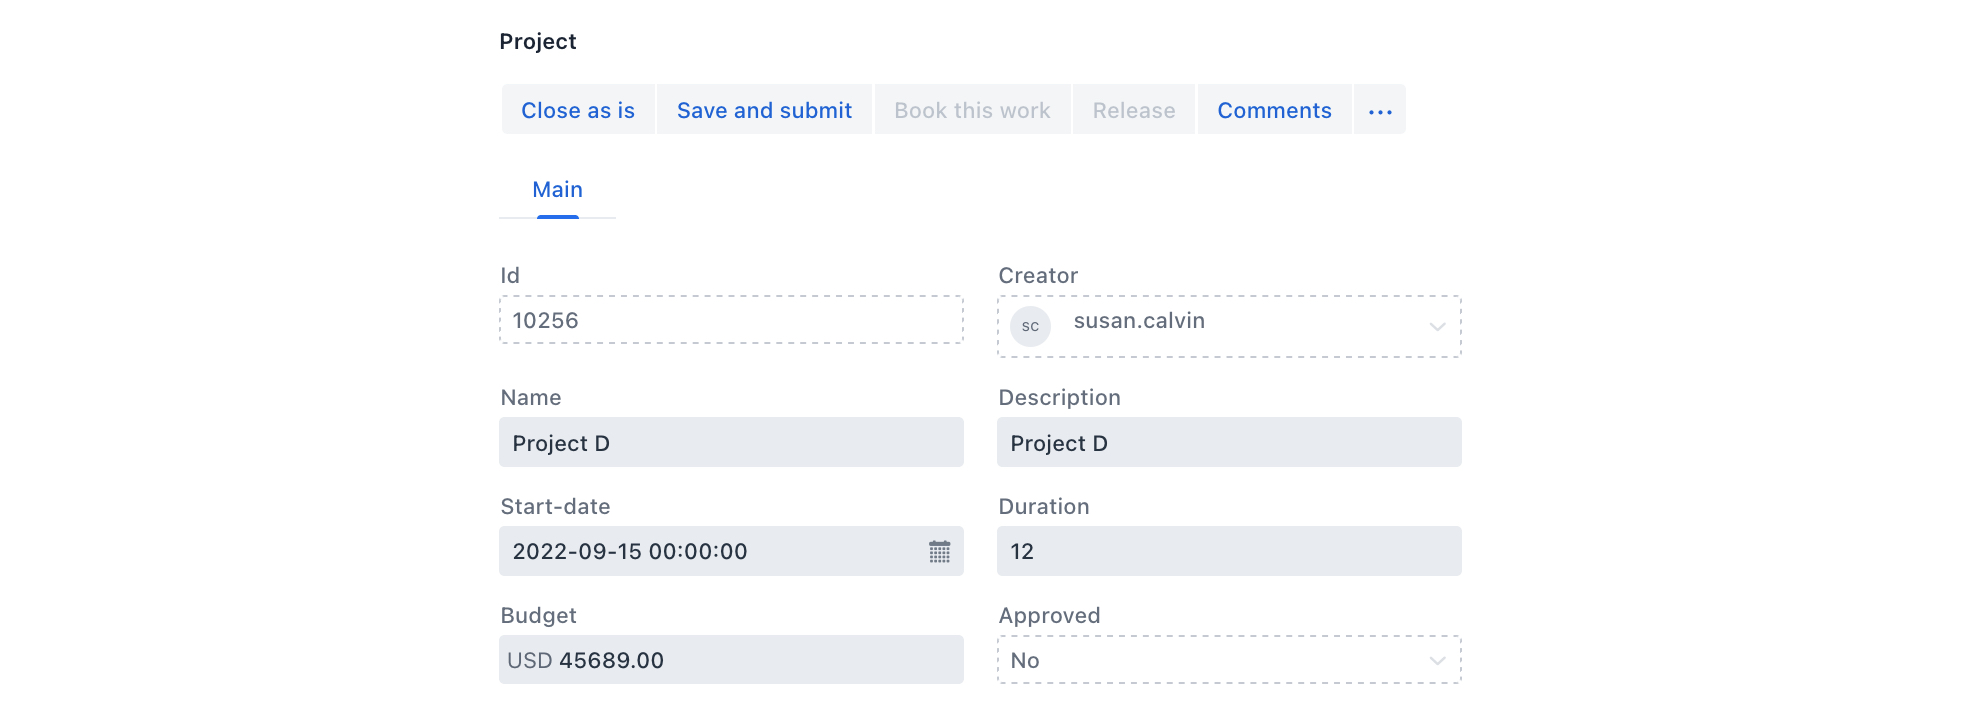 Project
Close as is Save and submit Book this work Release Comments ...
Main
Id Creator
10256 SC susan.calvin
Name Description
Project D Project D
Start-date Duration
2022-09-15 00:00:00 12
Budget Approved
USD 45689.00 No